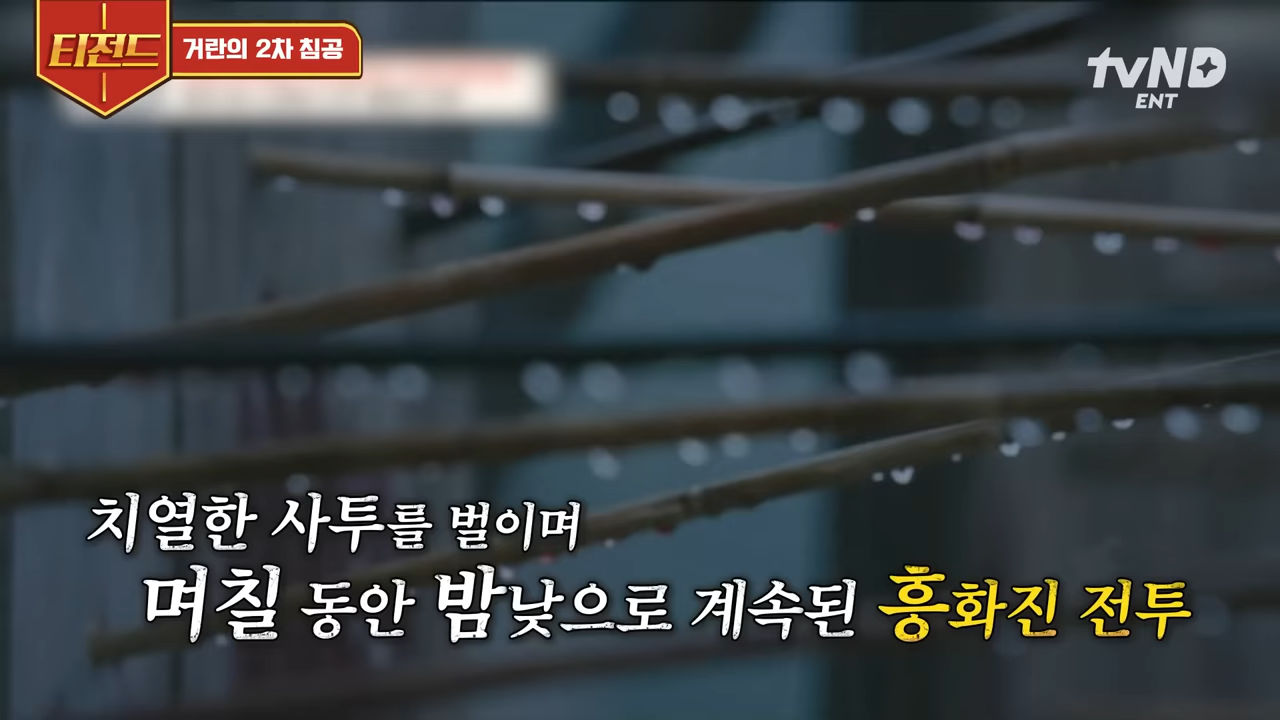 티전드
거란의 2차 침공
tvND
ENT
치열한 사투를 벌이며
며칠 동안 밤낮으로 계속된 흥화진 전투